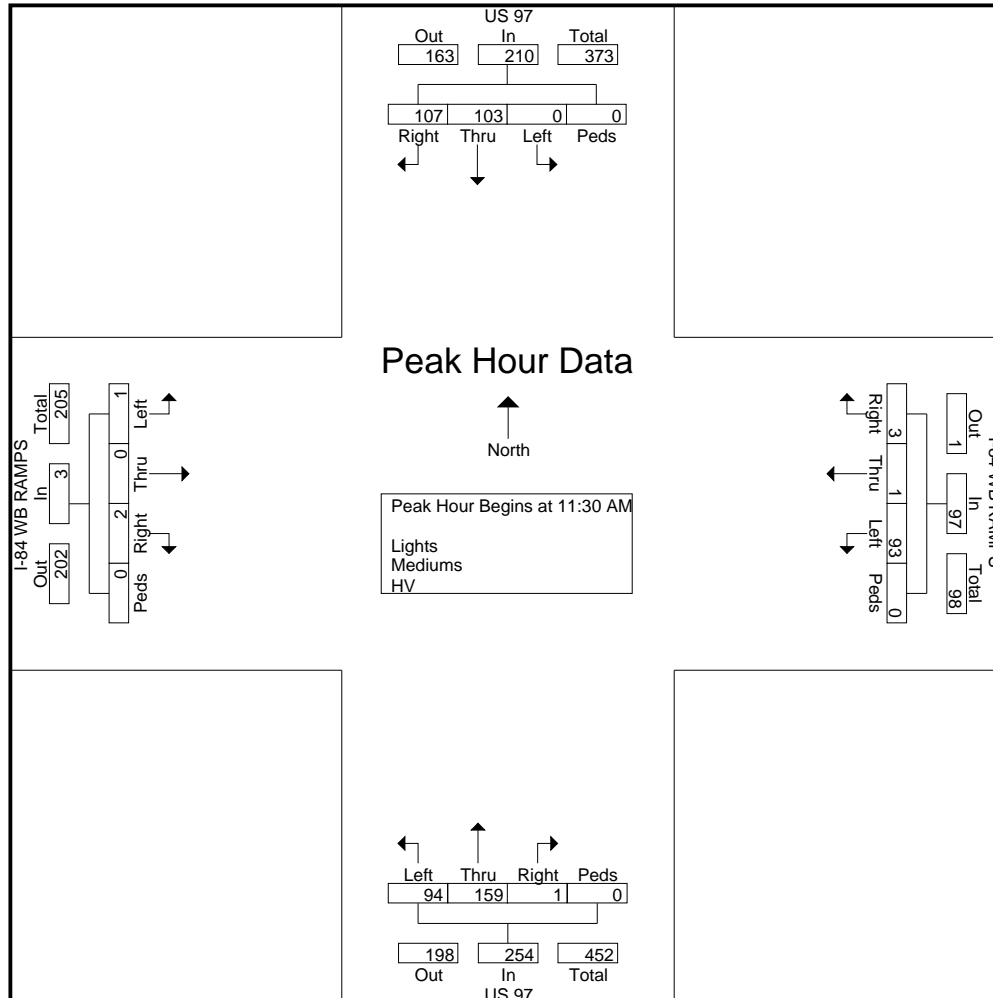 US 97
Out In Total
163 210 373
107 103 0 0
Right Thru Left Peds
Peak Hour Data
North
Peak Hour Begins at 11:30 AM
Lights
Mediums
HV
I-84 WB RAMPS
Total In Out
205 3 202
1 0 2 0
Left Thru Right Peds
Out In Total
1 97 98
3 1 93 0
Right Thru Left Peds
Left Thru Right Peds
94 159 1 0
198 254 452
Out In Total
US 97